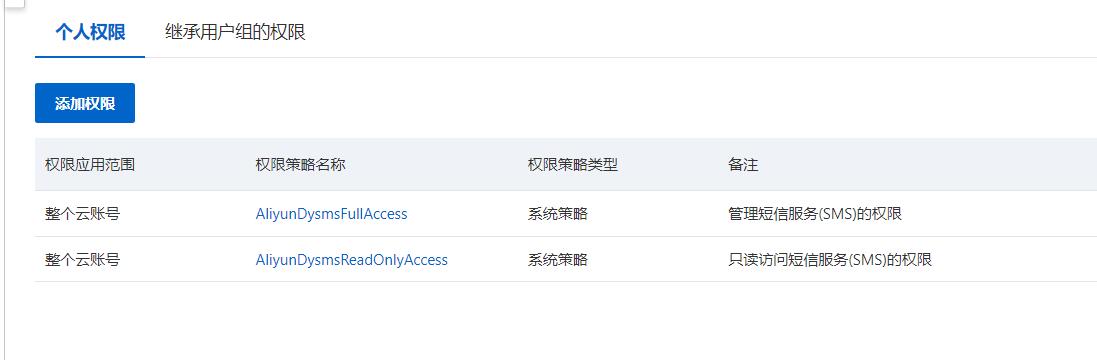 个人权限 继承用户组的权限
添加权限
权限应用范围 权限策略名称 权限策略类型 备注
整个云账号 AliyunDysmsFullAccess 系统策略 管理短信服务(SMS)的权限
整个云账号 AliyunDysmsReadOnlyAccess 系统策略 只读访问短信服务(SMS)的权限